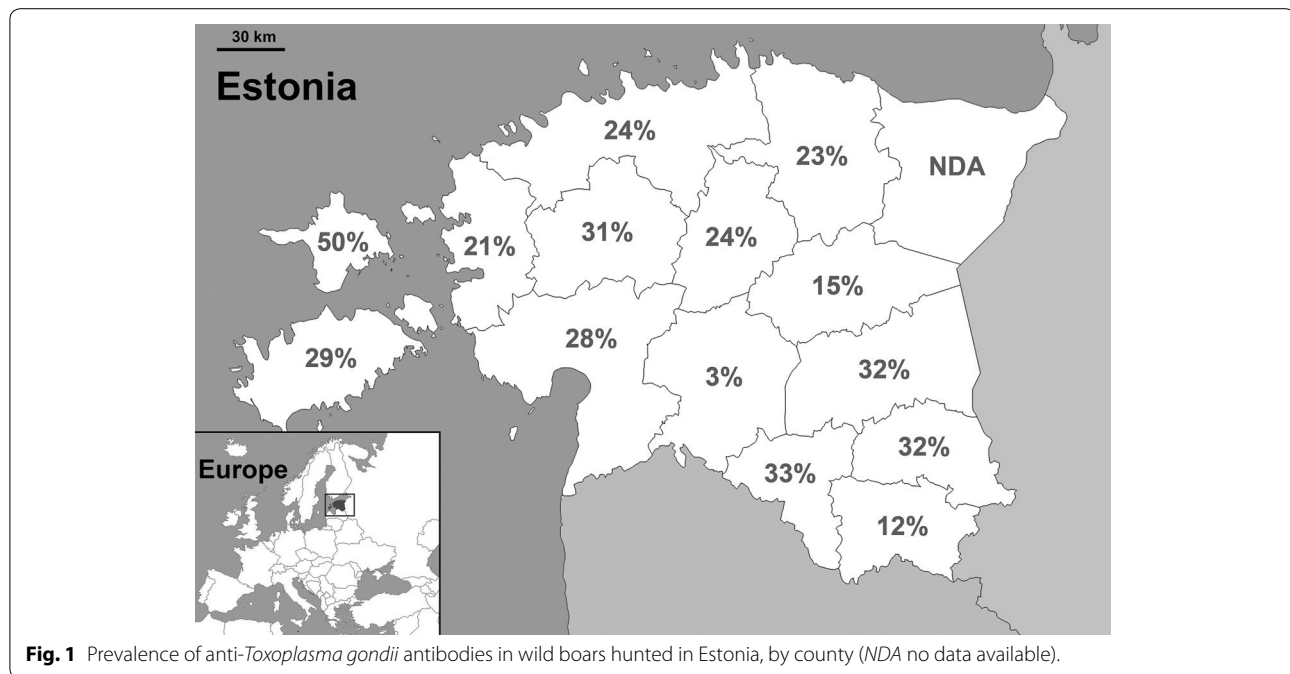 30 km
Estonia
24%
23%
NDA
50%
21%
31%
24%
15%
29%
28%
3%
32%
Europe
33%
32%
12%
Fig. 1 Prevalence of anti-Toxoplasma gondii antibodies in wild boars hunted in Estonia, by county (NDA no data available).